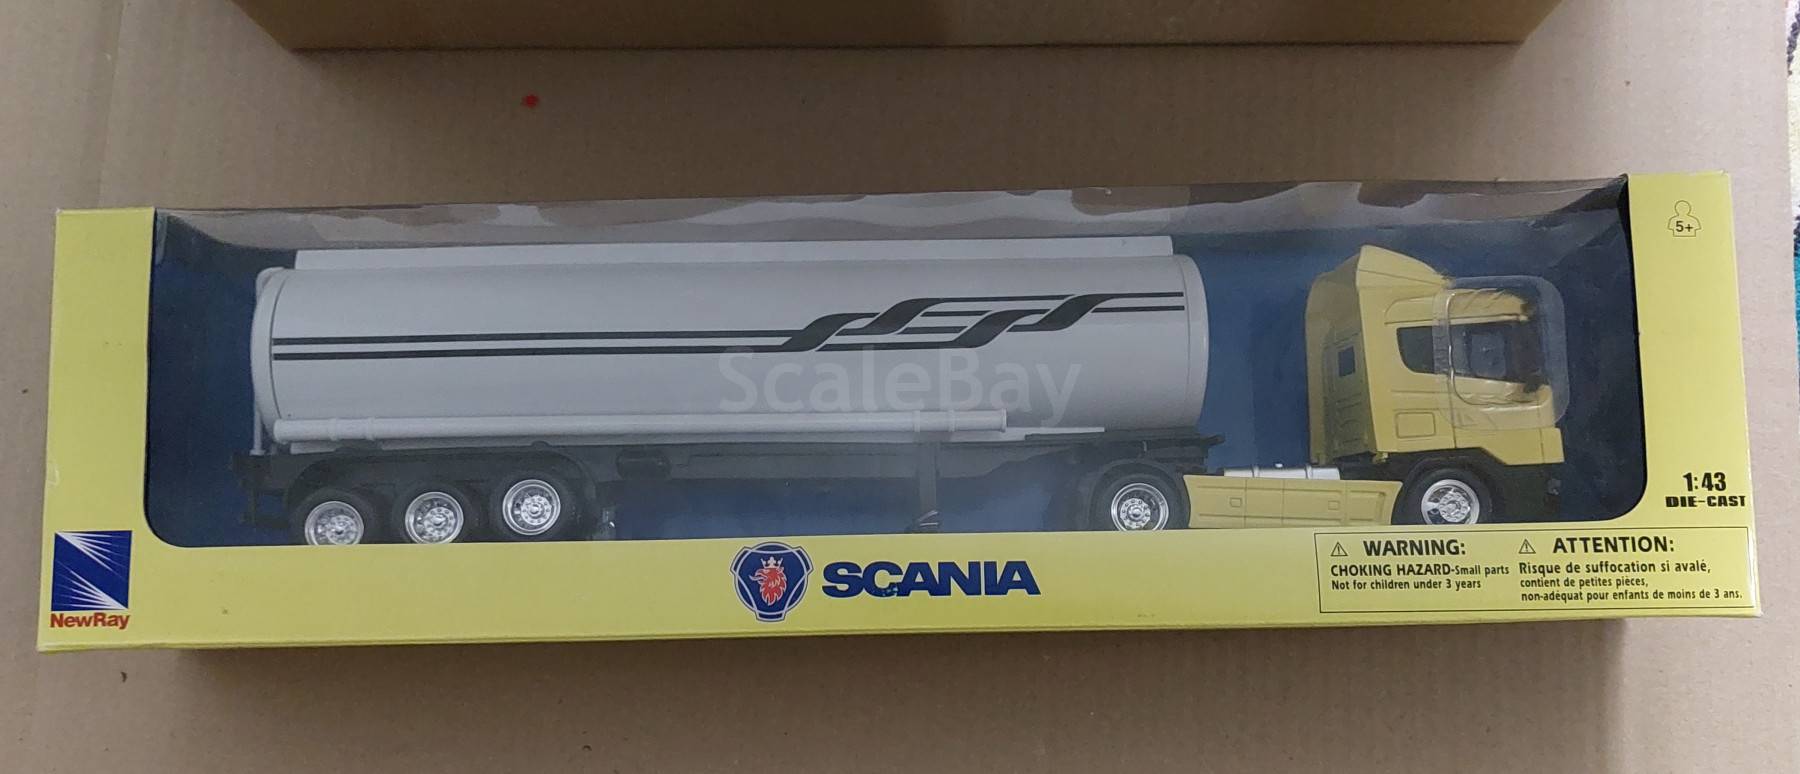 5+
ScaleBay
1:43
DIE-CAST
NewRay
SCANIA
WARNING:
CHOKING HAZARD-Small parts
Not for children under 3 years
ATTENTION:
Risque de suffocation si avalé,
contient de petites pièces,
non-adéquat pour enfants de moins de 3 ans.